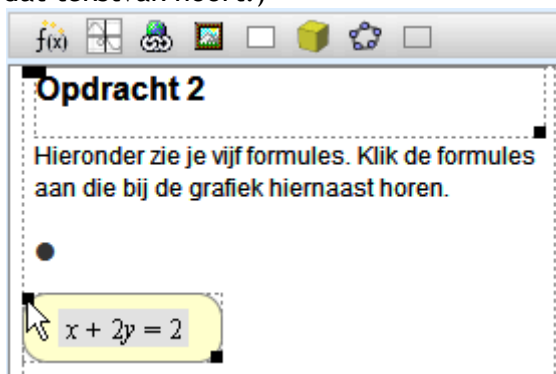 f(x)
Opdracht 2
Hieronder zie je vijf formules. Klik de formules
aan die bij de grafiek hiernaast horen.
x + 2y = 2